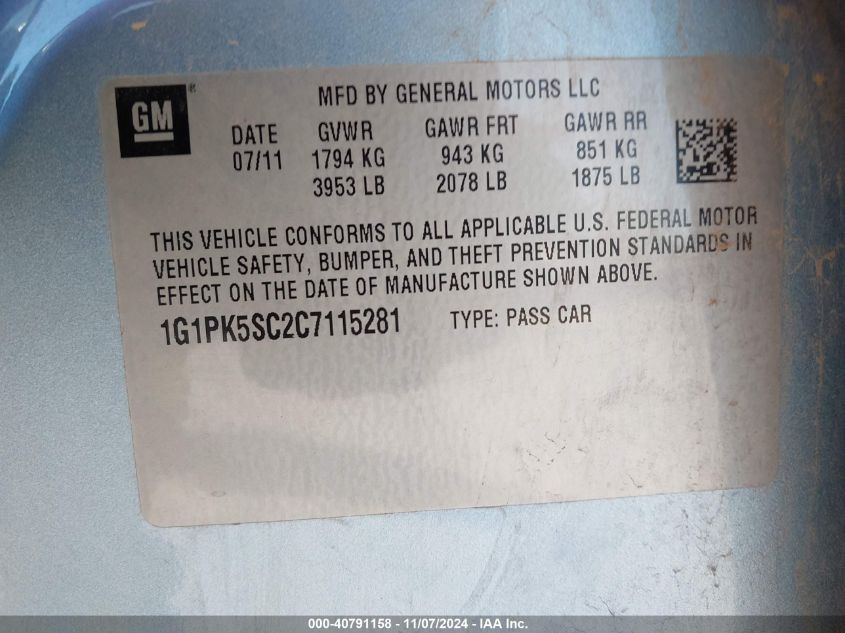 GM ®
MFD BY GENERAL MOTORS LLC
DATE GVWR GAWR FRT GAWR RR
07/11 1794 KG 943 KG 851 KG
3953 LB 2078 LB 1875 LB
THIS VEHICLE CONFORMS TO ALL APPLICABLE U.S. FEDERAL MOTOR
VEHICLE SAFETY, BUMPER, AND THEFT PREVENTION STANDARDS IN
EFFECT ON THE DATE OF MANUFACTURE SHOWN ABOVE.
1G1PK5SC2C7115281 TYPE: PASS CAR
000-40791158 - 11/07/2024 - IAA Inc.